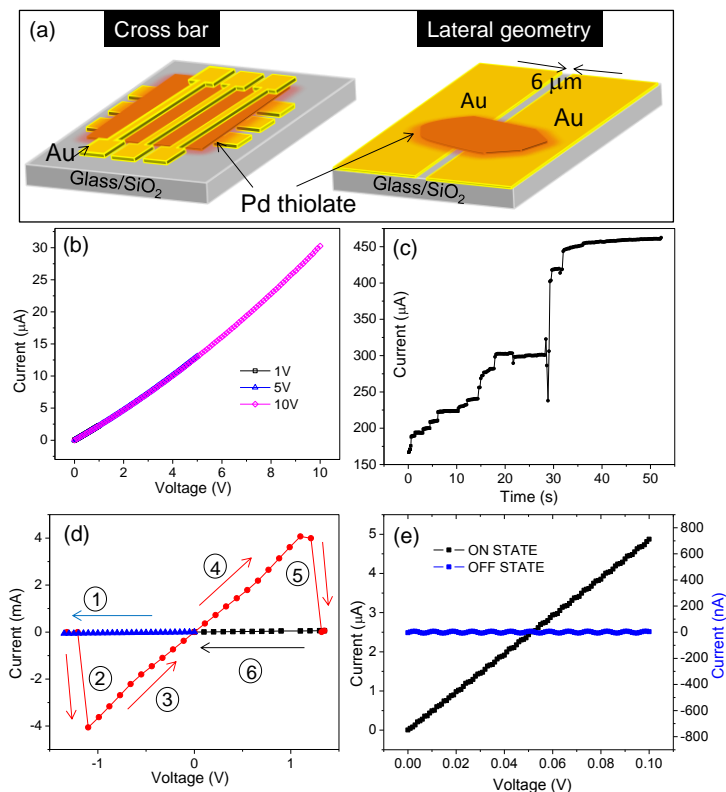 (a)
Cross bar
Lateral geometry
6 μm
Au
Au
Au
Glass/SiO2
Pd thiolate
Glass/SiO2
(b)
Current (μA)
30
25
20
15
10
5
0
1V
5V
10V
0 2 4 6 8 10
Voltage (V)
(c)
Current (μA)
450
400
350
300
250
200
150
0 10 20 30 40 50
Time (s)
(d)
Current (mA)
4
2
0
-2
-4
1
2
3
4
5
6
-1 0 1
Voltage (V)
(e)
ON STATE
OFF STATE
Current (μA)
5
4
3
2
1
0
800
600
400
200
0
-200
-400
-600
-800
Current (nA)
0.00 0.02 0.04 0.06 0.08 0.10
Voltage (V)